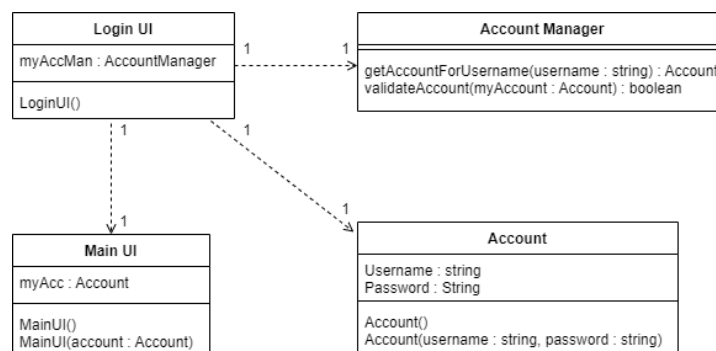 Login UI
myAccMan : AccountManager
LoginUI()
1
1
Account Manager
getAccountForUsername(username : string) : Account
validateAccount(myAccount : Account) : boolean
1
1
1
1
Main UI
myAcc : Account
MainUI()
MainUI(account : Account)
Account
Username : string
Password : String
Account()
Account(username : string, password : string)